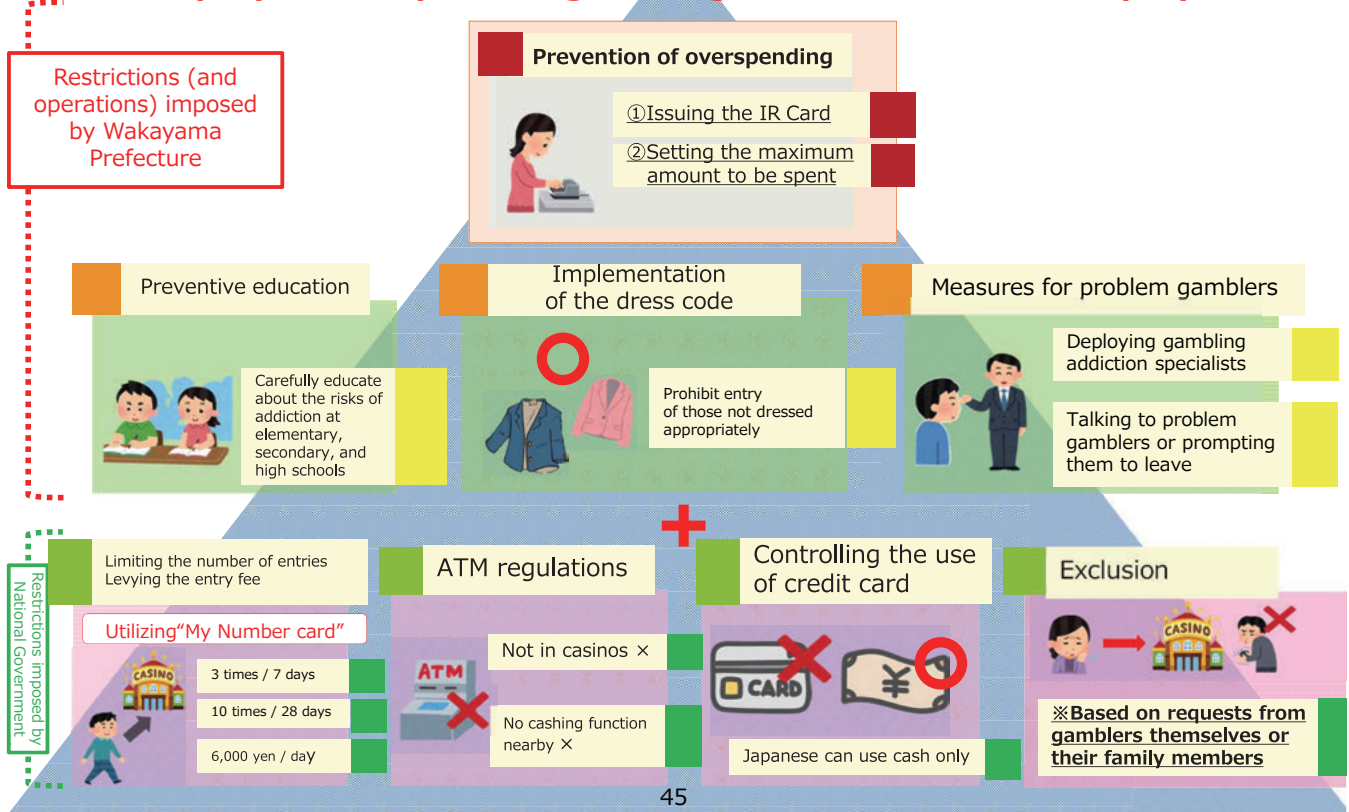 Restrictions (and
operations) imposed
by Wakayama
Prefecture
Prevention of overspending
①Issuing the IR Card
②Setting the maximum
amount to be spent
Preventive education
Carefully educate
about the risks of
addiction at
elementary,
secondary, and
high schools
Implementation
of the dress code
Prohibit entry
of those not dressed
appropriately
Measures for problem gamblers
Deploying gambling
addiction specialists
Talking to problem
gamblers or prompting
them to leave
+
Restrictions imposed by
National Government
Limiting the number of entries
Levying the entry fee
Utilizing“My Number card”
CASINO
3 times / 7 days
10 times / 28 days
6,000 yen / day
ATM regulations
ATM
Not in casinos ×
No cashing function
nearby ×
Controlling the use
of credit card
CARD
¥
Japanese can use cash only
Exclusion
CASINO
※Based on requests from
gamblers themselves or
their family members
45